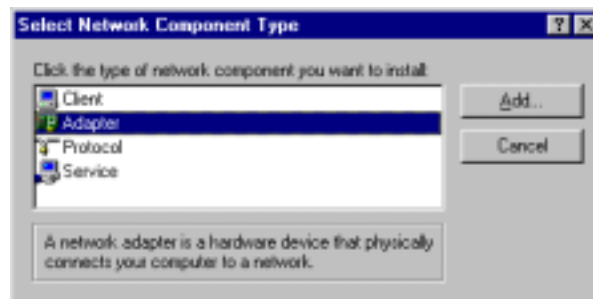 Select Network Component Type
Click the type of network component you want to install:
Client
Adapter
Protocol
Service
Add...
Cancel
A network adapter is a hardware device that physically
connects your computer to a network.